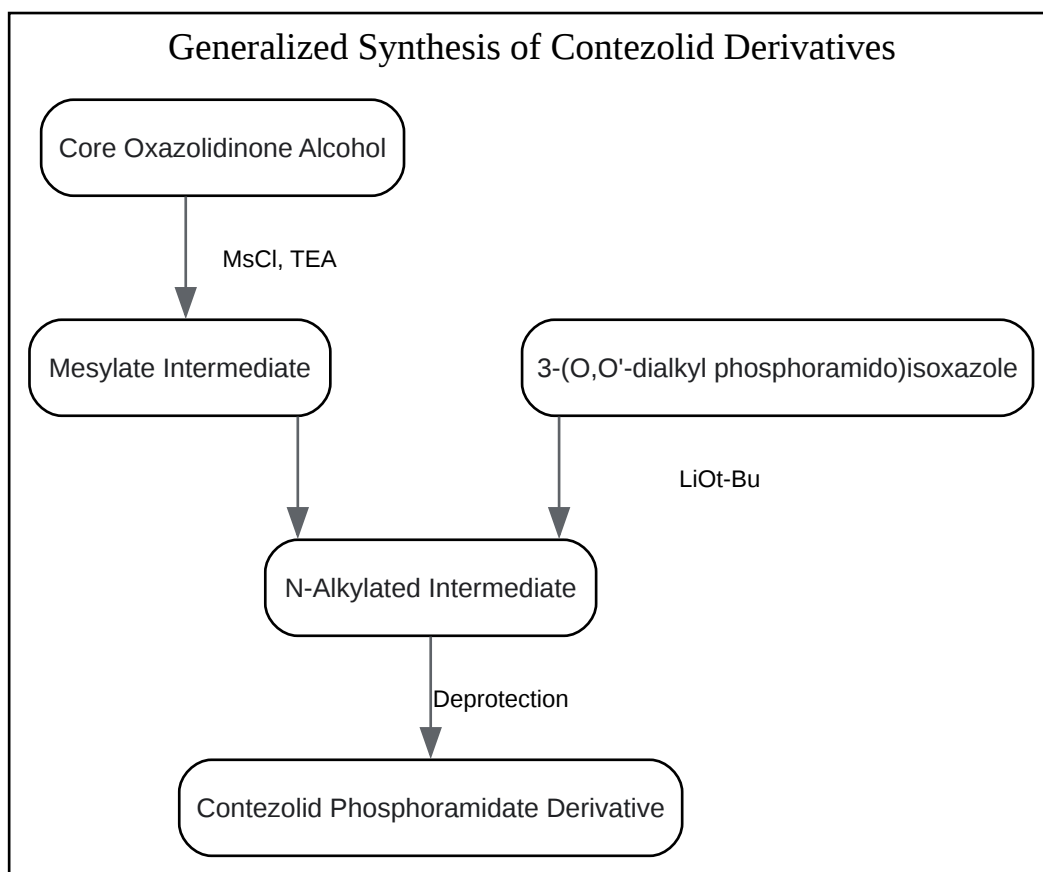 Generalized Synthesis of Contezolid Derivatives
Core Oxazolidinone Alcohol
MsCl, TEA
Mesylate Intermediate
3-(O,O'-dialkyl phosphoramido)isoxazole
LiOt-Bu
N-Alkylated Intermediate
Deprotection
Contezolid Phosphoramidate Derivative